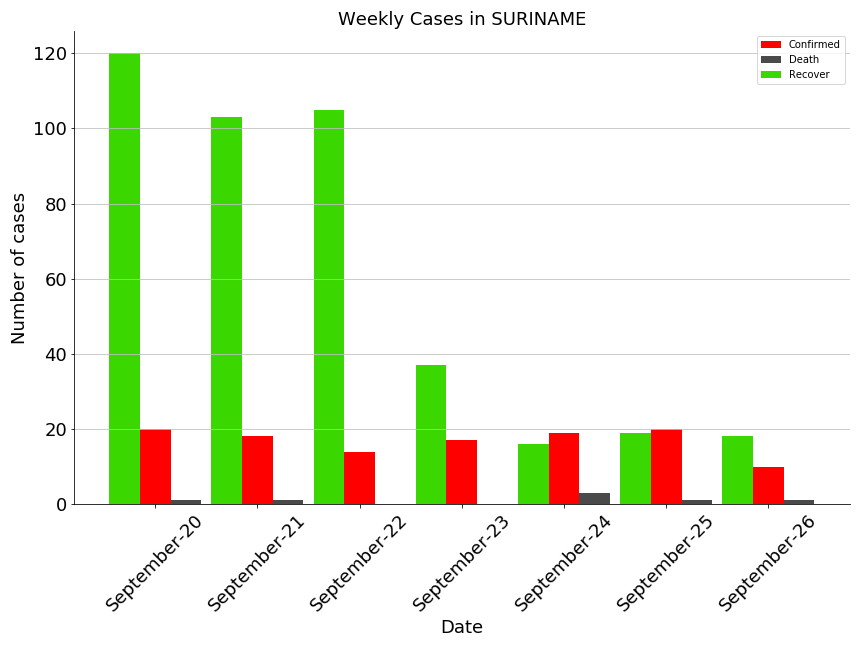 Weekly Cases in SURINAME
Confirmed
Death
Recover
120
100
80
60
40
20
0
Number of cases
September-20
September-21
September-22
September-23
September-24
September-25
September-26
Date